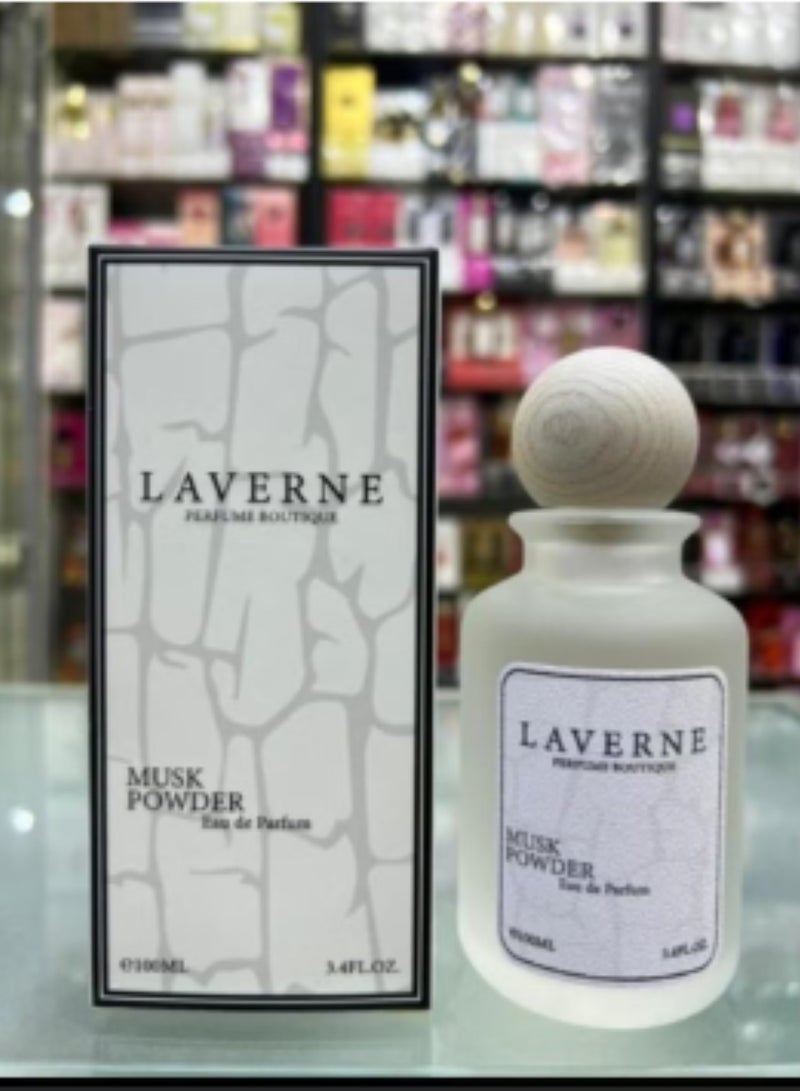 LAVERNE
PERFUME BOUTIQUE
MUSK
POWDER
Eau de Parfum
℮100ML
3.4FL.OZ.
LAVERNE
PERFUME BOUTIQUE
MUSK
POWDER
Eau de Parfum
℮100ML
3.4FL.OZ.